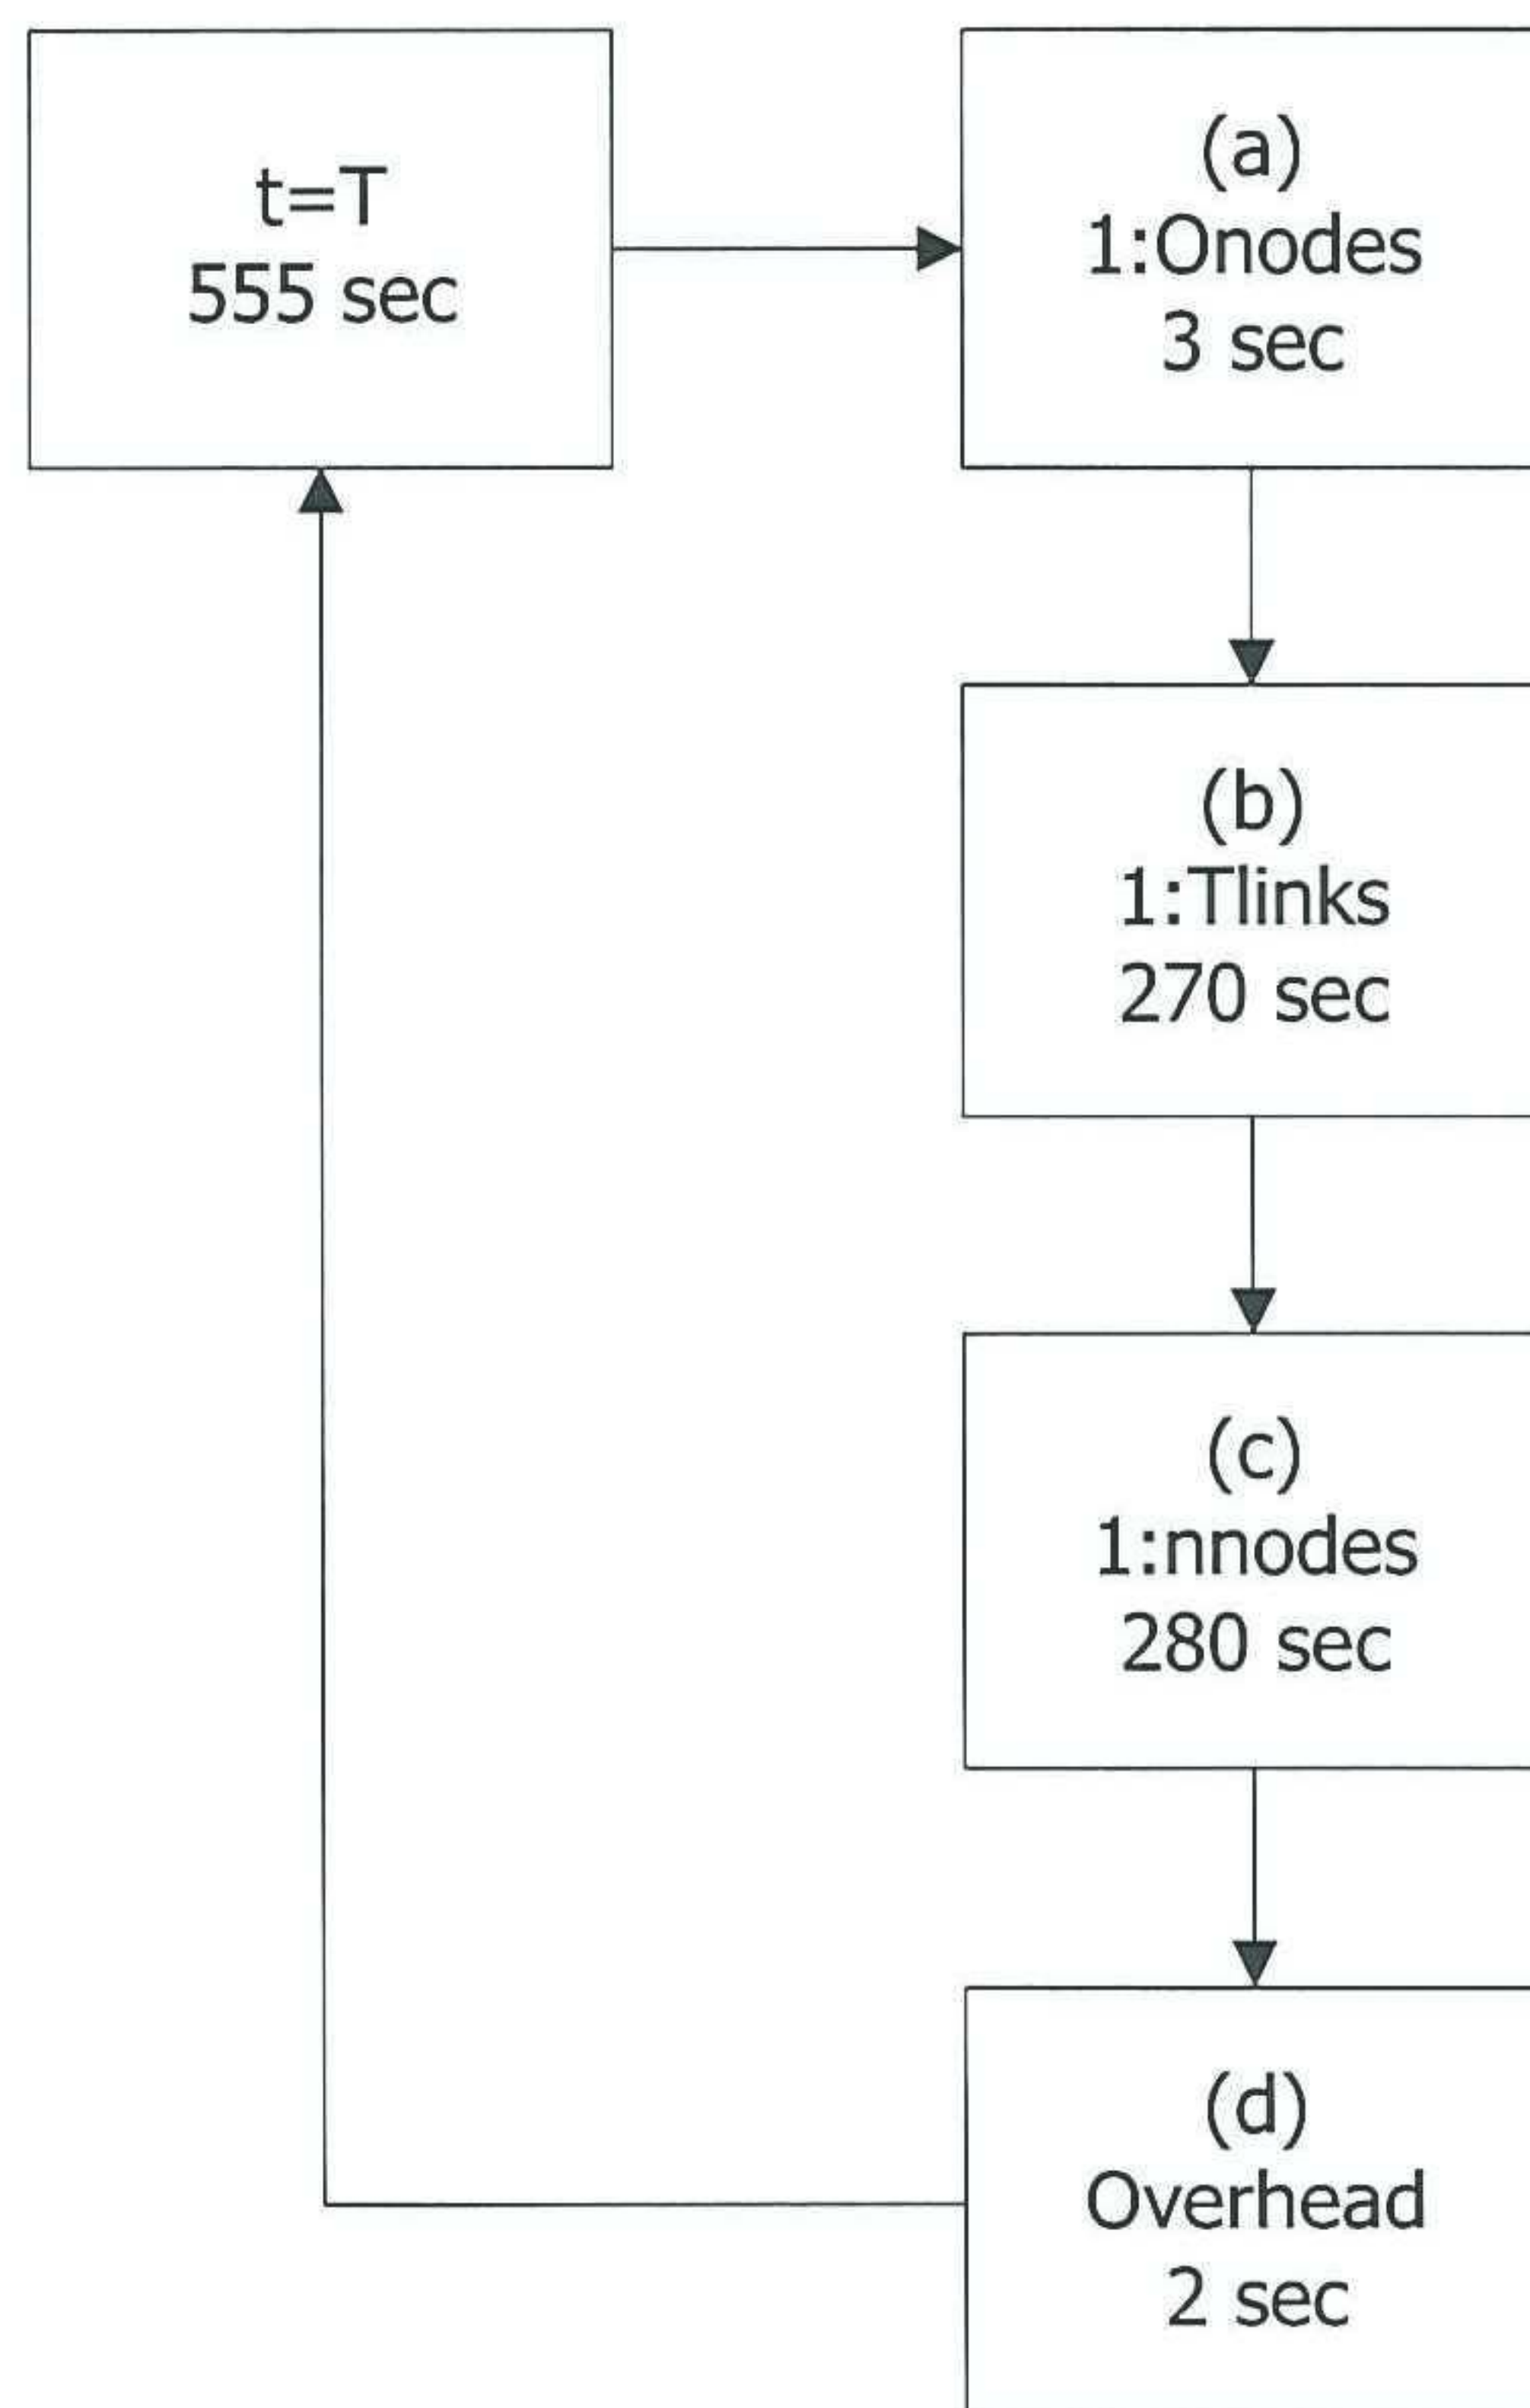 t=T
555 sec
(a)
1:Onodes
3 sec
(b)
1:Tlinks
270 sec
(c)
1:nnodes
280 sec
(d)
Overhead
2 sec